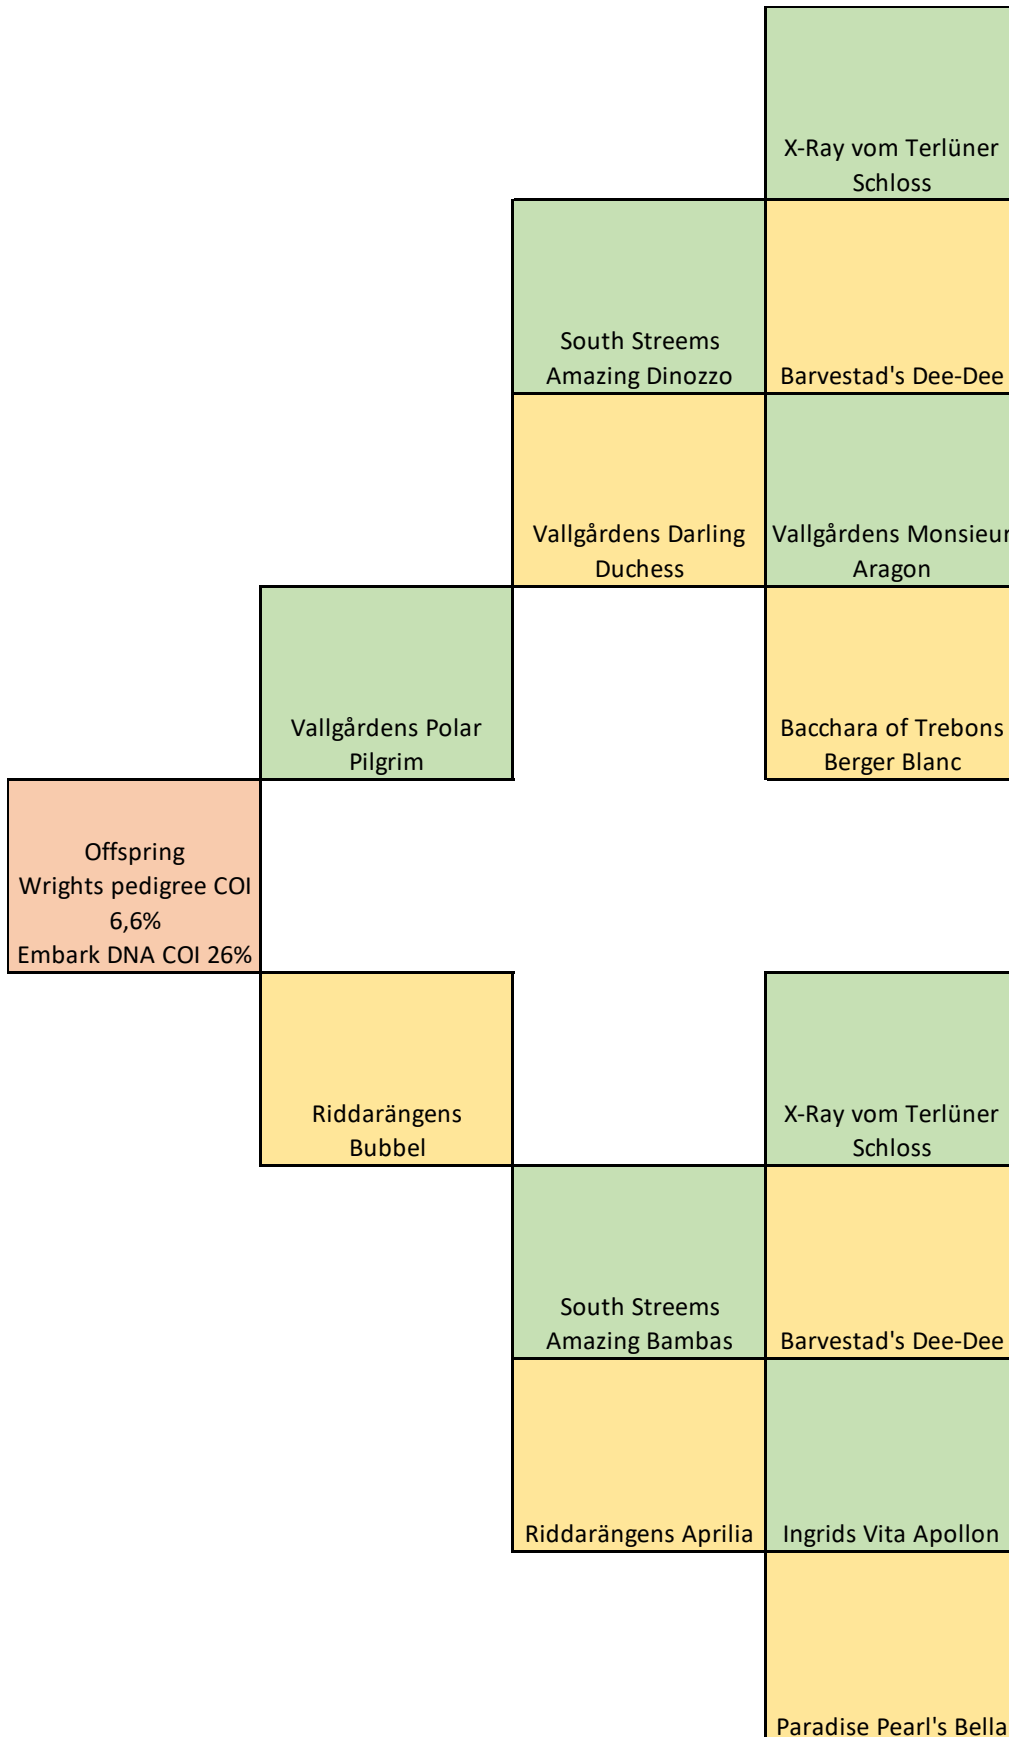 X-Ray vom Terlüner
Schloss
South Streems
Amazing Dinozzo
Barvestad's Dee-Dee
Vallgårdens Darling
Duchess
Vallgårdens Monsieur
Aragon
Vallgårdens Polar
Pilgrim
Bacchara of Trebons
Berger Blanc
Offspring
Wrights pedigree COI
6,6%
Embark DNA COI 26%
Riddarängens
Bubbel
X-Ray vom Terlüner
Schloss
South Streems
Amazing Bambas
Barvestad's Dee-Dee
Riddarängens Aprilia
Ingrids Vita Apollon
Paradise Pearl's Bella